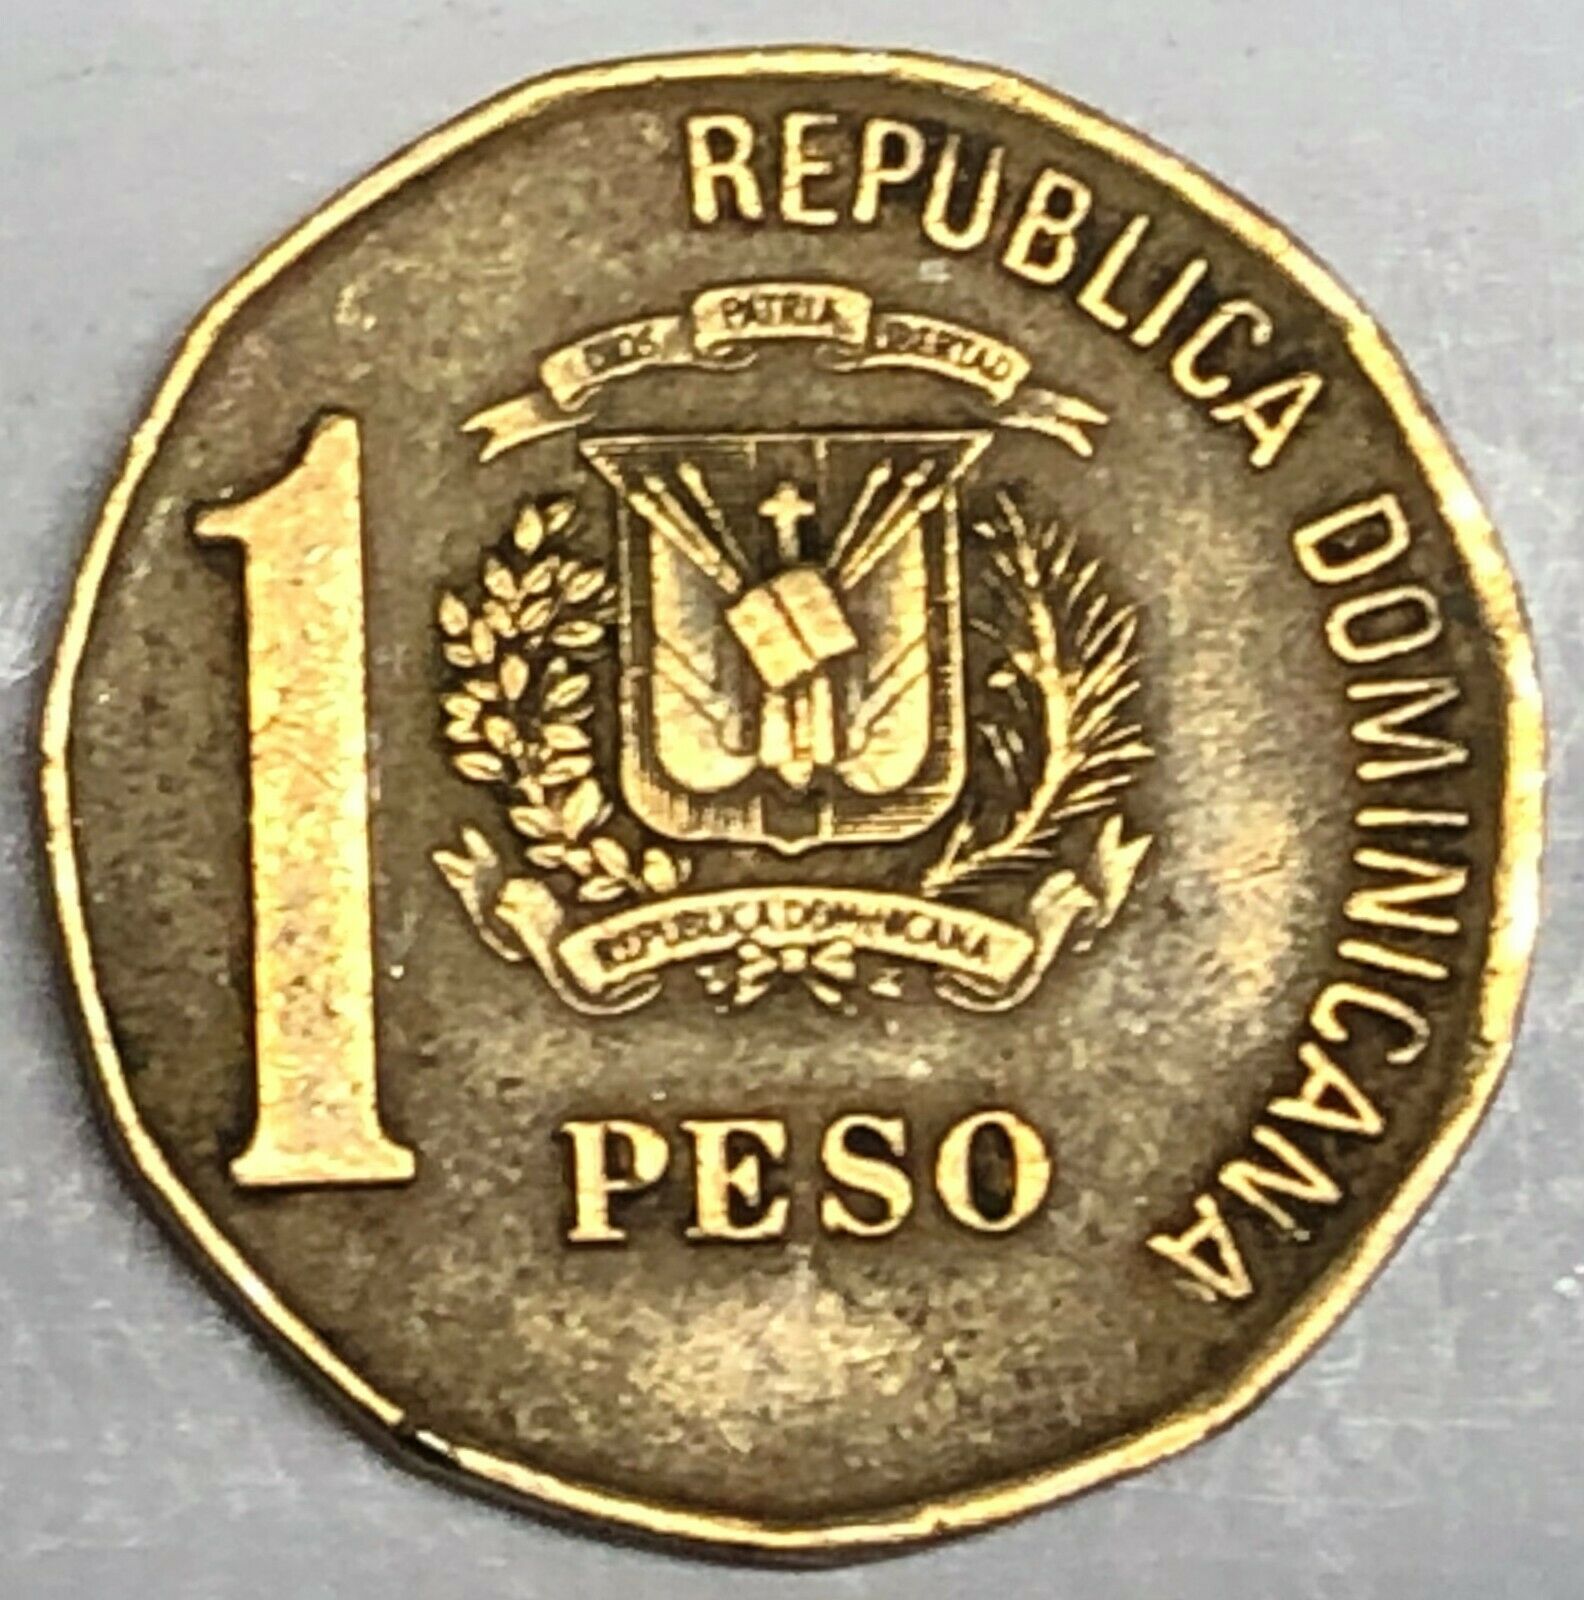 REPUBLICA DOMINICANA
DIOS PATRIA LIBERTAD
1
REPUBLICA DOMINICANA
PESO